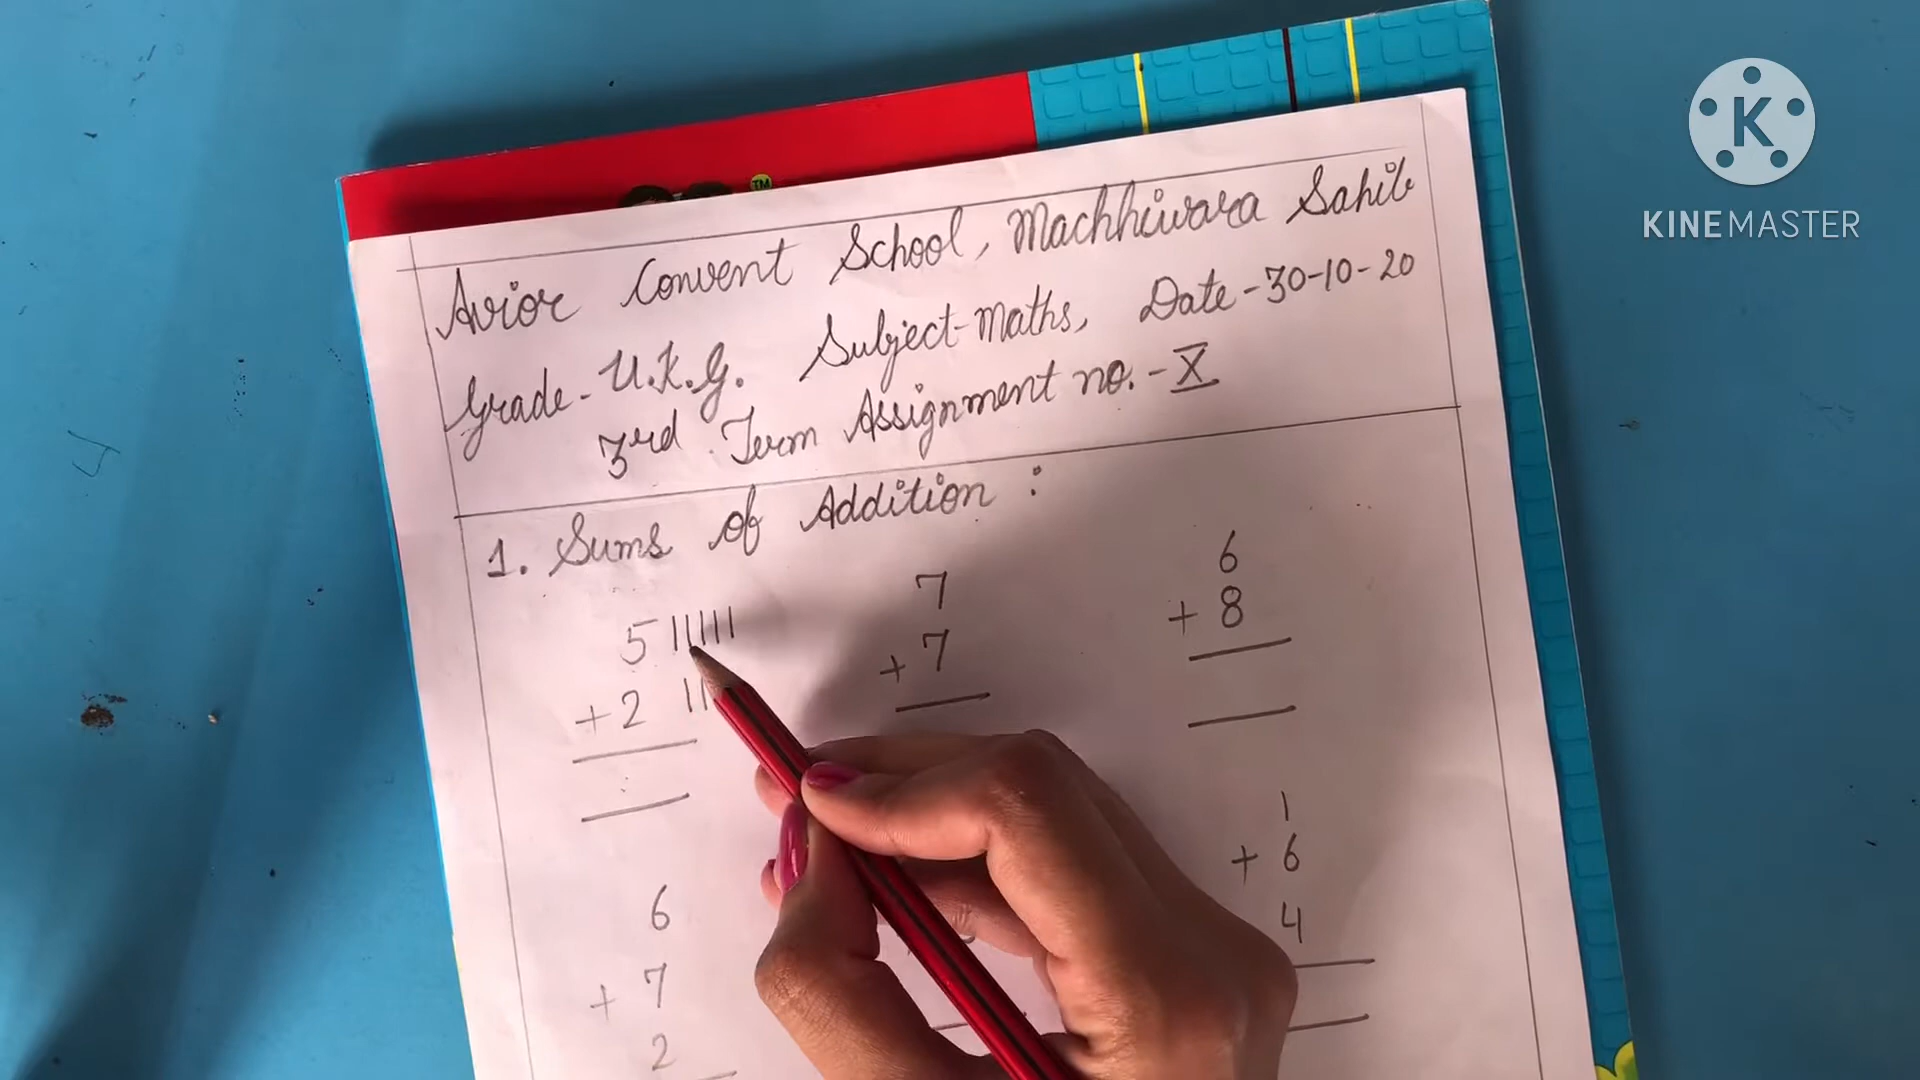 KINEMASTER
TM
Avior Convent School, Machhiwara Sahib
Grade- U.K.G. Subject-Maths, Date-30-10-20
3rd Term Assignment no.- X
1. Sums of Addition :
5 |||||
+ 2 ||
7
+ 7
6
+ 8
6
+ 7
2
1
+ 6
4